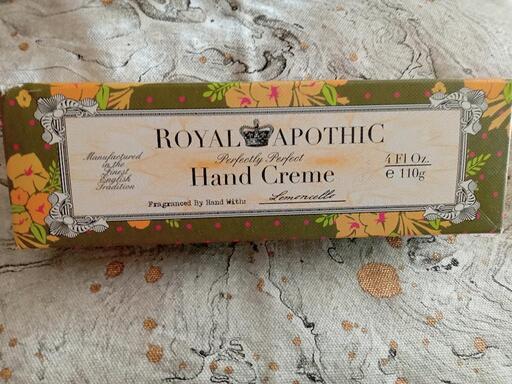 ROYAL APOTHIC
Perfectly Perfect
Hand Creme
Manufactured
in the
Finest
English
Tradition
4 Fl Oz.
e 110g
Fragranced By Hand With: Lemoncello